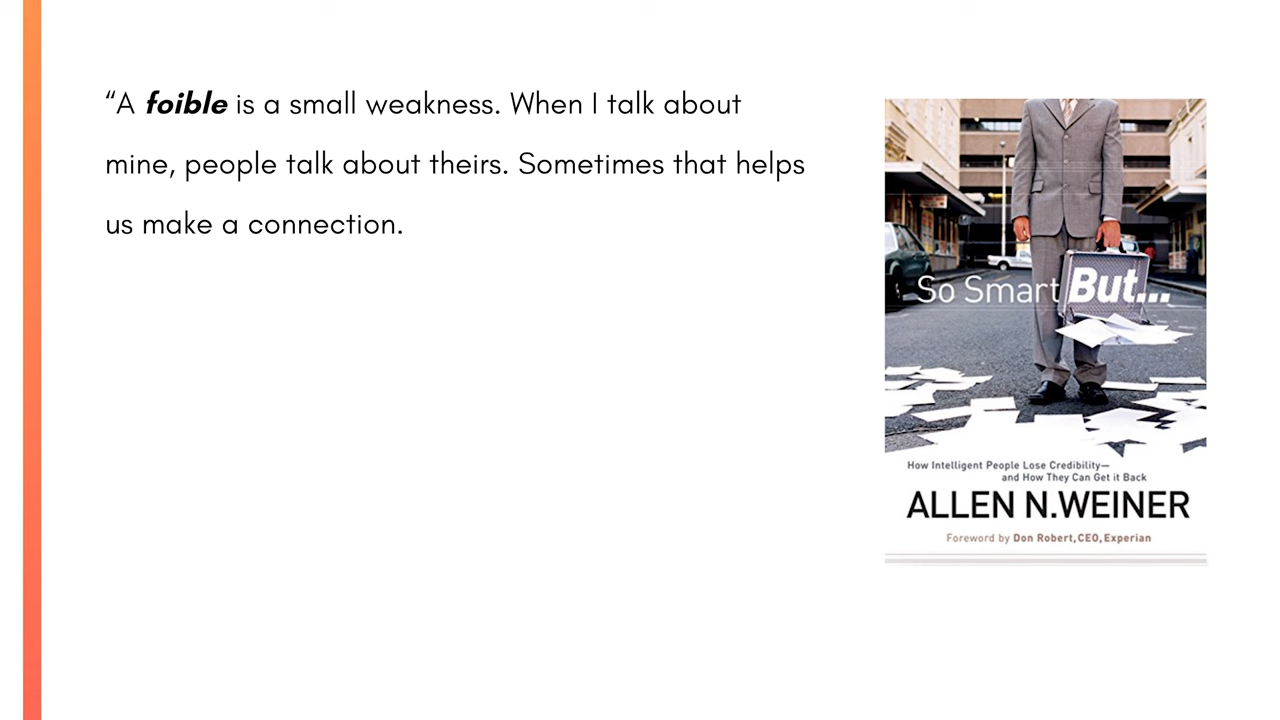 “A foible is a small weakness. When I talk about
mine, people talk about theirs. Sometimes that helps
us make a connection.
So Smart But...
How Intelligent People Lose Credibility—
and How They Can Get it Back
ALLEN N.WEINER
Foreword by Don Robert, CEO, Experian